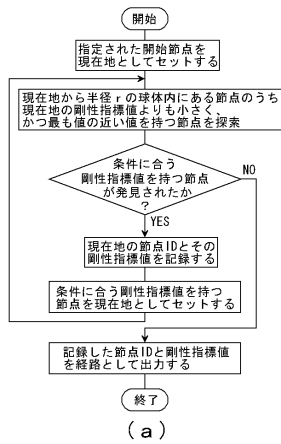 開始
指定された開始節点を
現在地としてセットする
現在地から半径rの球体内にある節点のうち
現在地の剛性指標値よりも小さく、
かつ最も値の近い値を持つ節点を探索
条件に合う
剛性指標値を持つ節点
が発見されたか
?
NO
YES
現在地の節点IDとその
剛性指標値を記録する
条件に合う剛性指標値を持つ
節点を現在地としてセットする
記録した節点IDと剛性指標値
を経路として出力する
終了
(a)